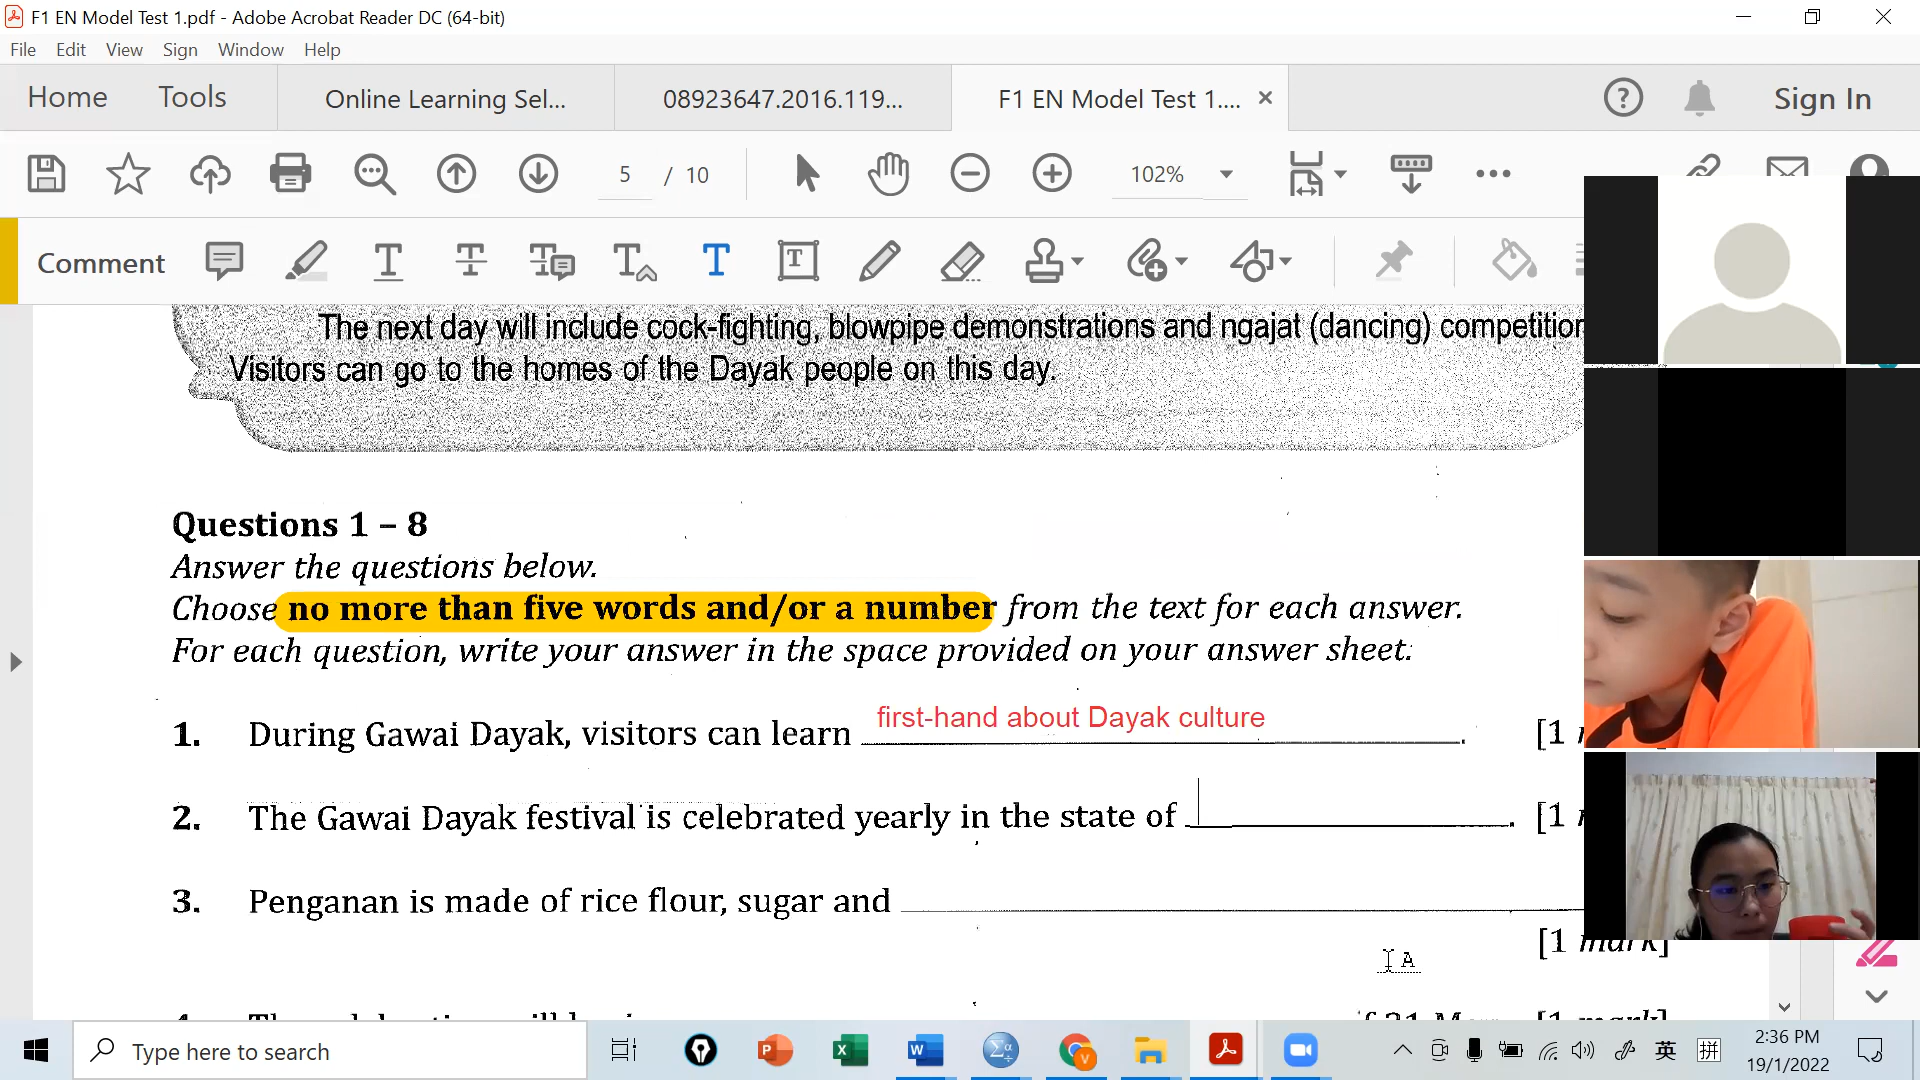 F1 EN Model Test 1.pdf - Adobe Acrobat Reader DC (64-bit)
File Edit View Sign Window Help
Home Tools Online Learning Sel... 08923647.2016.119... F1 EN Model Test 1.... Sign In
5 / 10 102%
Comment
The next day will include cock-fighting, blowpipe demonstrations and ngajat (dancing)
Visitors can go to the homes of the Dayak people on this day.
Questions 1 – 8
Answer the questions below.
Choose no more than five words and/or a number from the text for each answer.
For each question, write your answer in the space provided on your answer sheet.
first-hand about Dayak culture
1. During Gawai Dayak, visitors can learn . [1
2. The Gawai Dayak festival is celebrated yearly in the state of . [1
3. Penganan is made of rice flour, sugar and
[1 mark]
A
Type here to search
英 拼
2:36 PM
19/1/2022